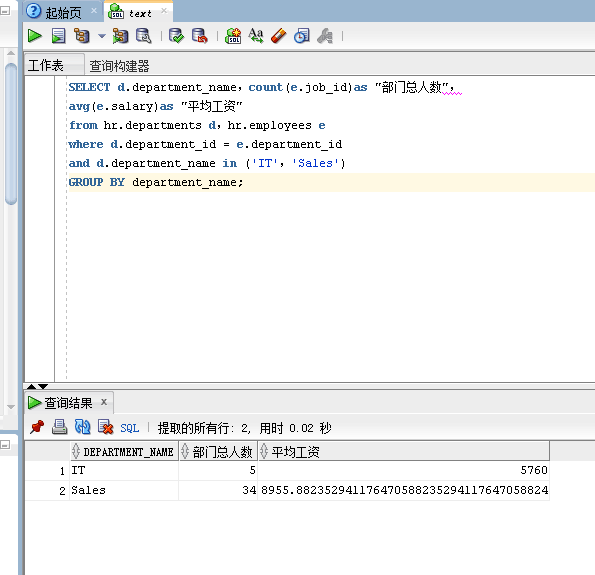 起始页 × text ×
工作表 查询构建器
SELECT d.department_name，count(e.job_id)as "部门总人数"，
avg(e.salary)as "平均工资"
from hr.departments d，hr.employees e
where d.department_id = e.department_id
and d.department_name in ('IT'，'Sales')
GROUP BY department_name;
查询结果 ×
SQL | 提取的所有行: 2, 用时 0.02 秒
DEPARTMENT_NAME 部门总人数 平均工资
1 IT 5 5760
2 Sales 34 8955.88235294117647058823529411764705882